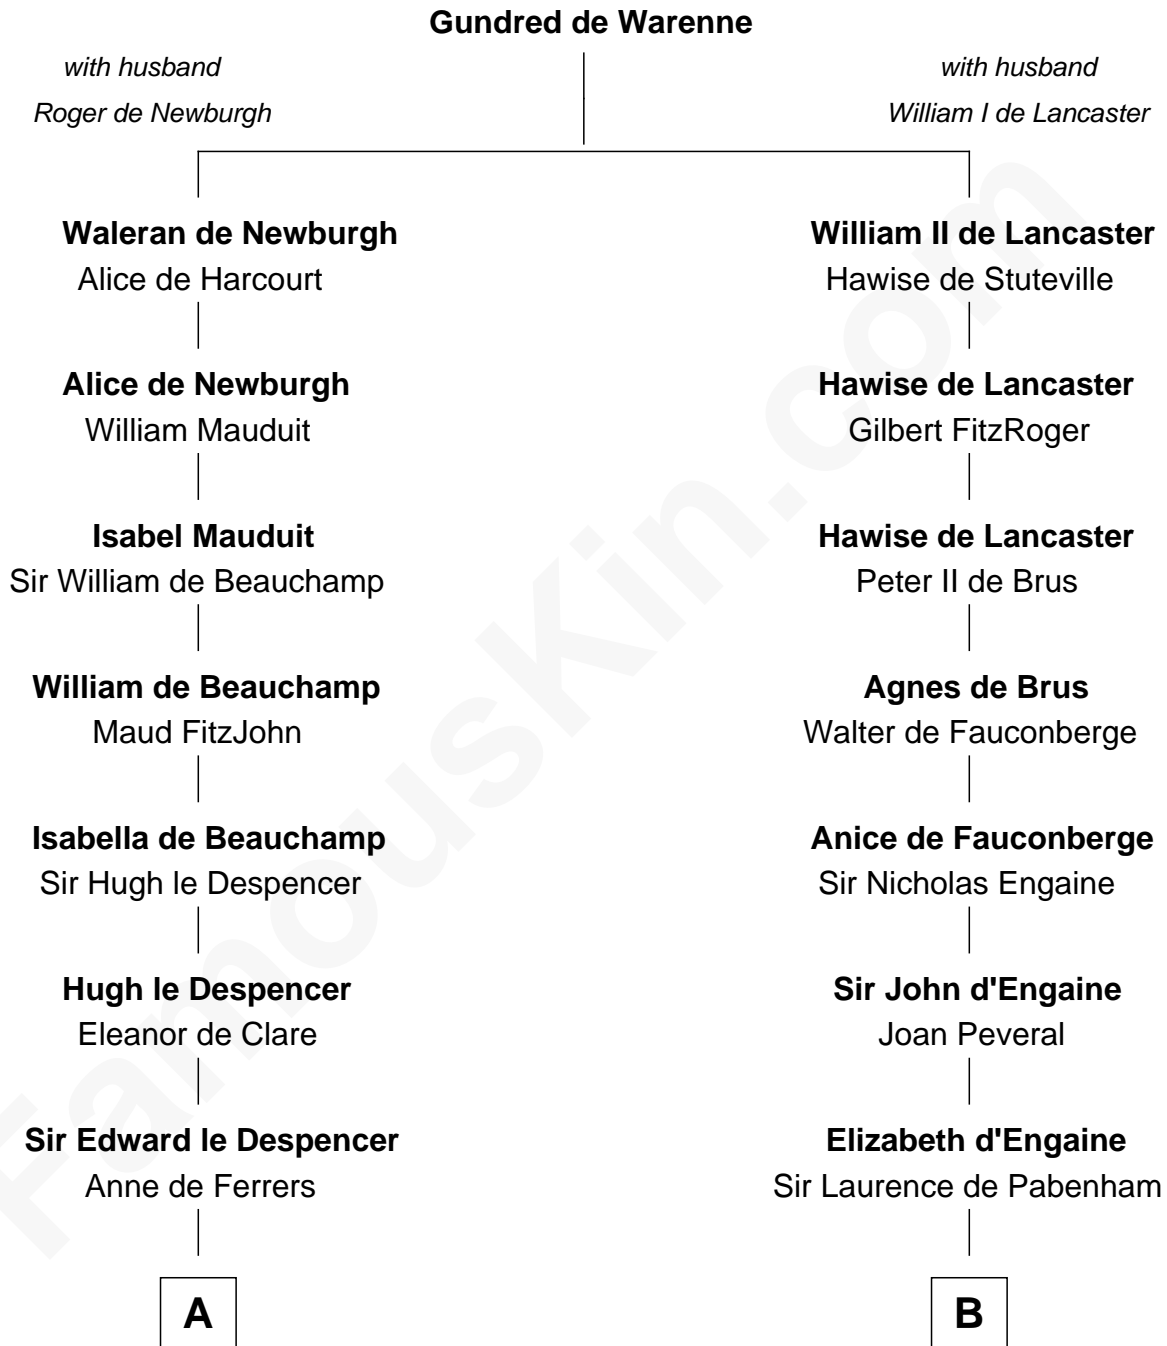 Gundred de Warenne
with husband
Roger de Newburgh
with husband
William I de Lancaster
Waleran de Newburgh
Alice de Harcourt
William II de Lancaster
Hawise de Stuteville
Alice de Newburgh
William Mauduit
Hawise de Lancaster
Gilbert FitzRoger
Isabel Mauduit
Sir William de Beauchamp
Hawise de Lancaster
Peter II de Brus
William de Beauchamp
Maud FitzJohn
Agnes de Brus
Walter de Fauconberge
Isabella de Beauchamp
Sir Hugh le Despencer
Anice de Fauconberge
Sir Nicholas Engaine
Hugh le Despencer
Eleanor de Clare
Sir John d'Engaine
Joan Peveral
Sir Edward le Despencer
Anne de Ferrers
Elizabeth d'Engaine
Sir Laurence de Pabenham
A
B
FamousKin.com